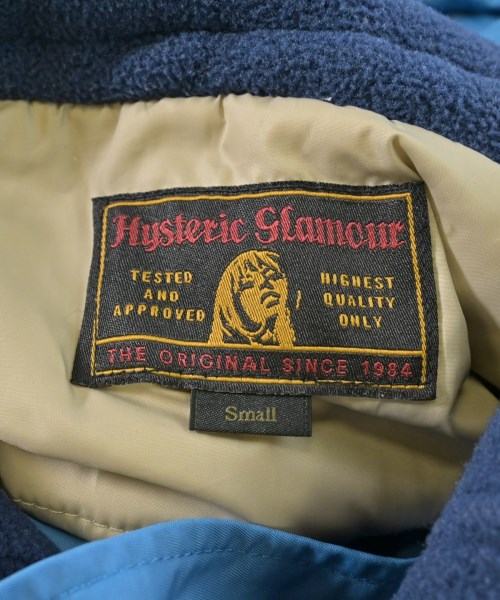 Hysteric Glamour
TESTED
AND
APPROVED
HIGHEST
QUALITY
ONLY
THE ORIGINAL SINCE 1984
Small